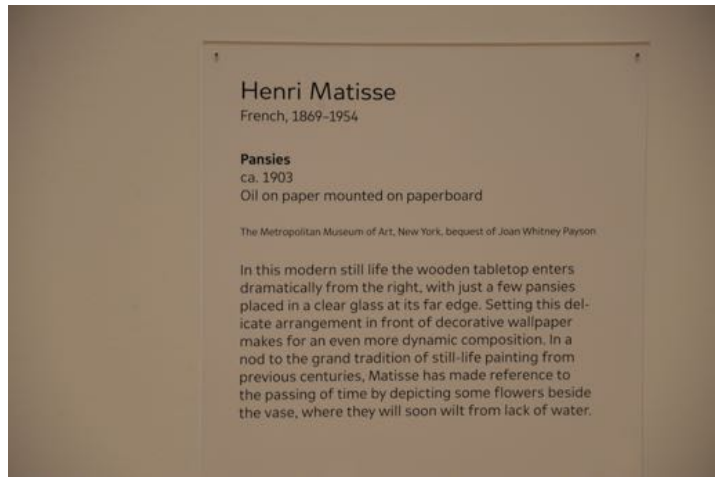 Henri Matisse
French, 1869–1954
Pansies
ca. 1903
Oil on paper mounted on paperboard
The Metropolitan Museum of Art, New York, bequest of Joan Whitney Payson
In this modern still life the wooden tabletop enters
dramatically from the right, with just a few pansies
placed in a clear glass at its far edge. Setting this del-
icate arrangement in front of decorative wallpaper
makes for an even more dynamic composition. In a
nod to the grand tradition of still-life painting from
previous centuries, Matisse has made reference to
the passing of time by depicting some flowers beside
the vase, where they will soon wilt from lack of water.